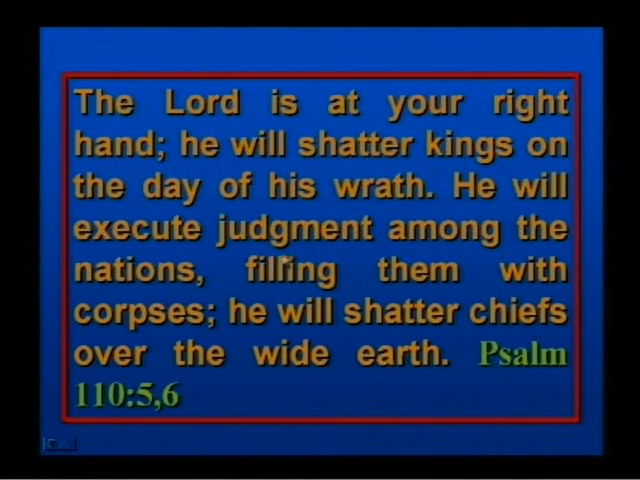 The Lord is at your right
hand; he will shatter kings on
the day of his wrath. He will
execute judgment among the
nations, filling them with
corpses; he will shatter chiefs
over the wide earth. Psalm
110:5,6